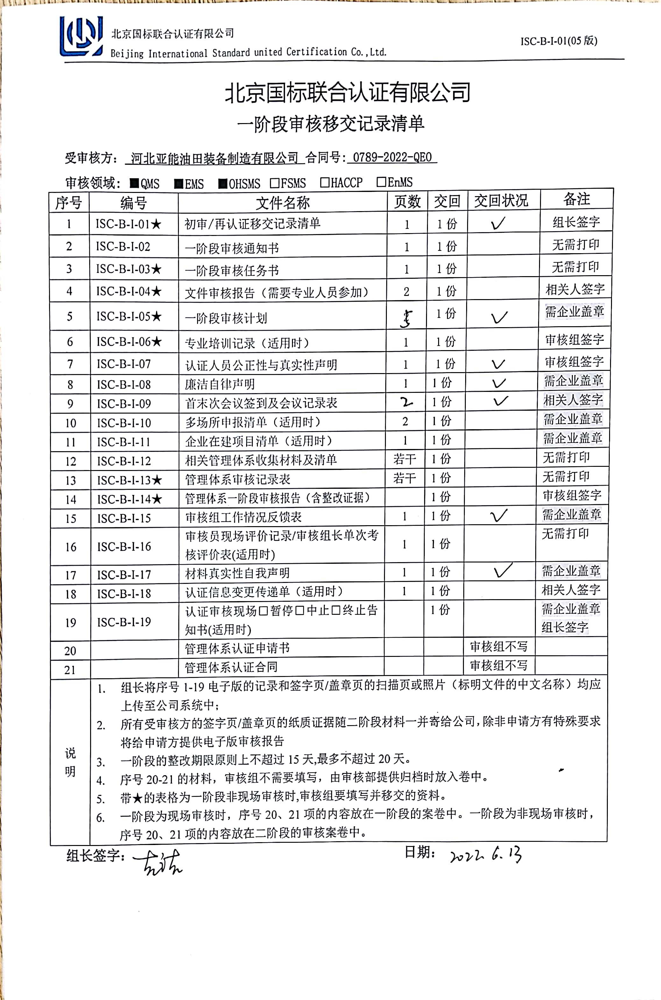 北京国标联合认证有限公司
Beijing International Standard united Certification Co.,Ltd.
ISC-B-I-01(05 版)
北京国标联合认证有限公司
一阶段审核移交记录清单
受审核方： 河北亚能油田装备制造有限公司 合同号: 0789-2022-QEO
审核领域：■QMS ■EMS ■OHSMS □FSMS □HACCP □EnMS
序号 编号 文件名称 页数 交回 交回状况 备注
1 ISC-B-I-01★ 初审/再认证移交记录清单 1 1 份 ✓ 组长签字
2 ISC-B-I-02 一阶段审核通知书 1 1 份 无需打印
3 ISC-B-I-03★ 一阶段审核任务书 1 1 份 无需打印
4 ISC-B-I-04★ 文件审核报告（需要专业人员参加） 2 1 份 相关人签字
5 ISC-B-I-05★ 一阶段审核计划 1 份 ✓ 需企业盖章
6 ISC-B-I-06★ 专业培训记录（适用时） 1 1 份 审核组签字
7 ISC-B-I-07 认证人员公正性与真实性声明 1 1 份 ✓ 审核组签字
8 ISC-B-I-08 廉洁自律声明 1 1 份 ✓ 需企业盖章
9 ISC-B-I-09 首末次会议签到及会议记录表 2 1 份 ✓ 相关人签字
10 ISC-B-I-10 多场所申报清单（适用时） 2 1 份 需企业盖章
11 ISC-B-I-11 企业在建项目清单（适用时） 1 1 份 需企业盖章
12 ISC-B-I-12 相关管理体系收集材料及清单 若干 1 份 无需打印
13 ISC-B-I-13★ 管理体系审核记录表 若干 1 份 无需打印
14 ISC-B-I-14★ 管理体系一阶段审核报告（含整改证据） 1 份 审核组签字
15 ISC-B-I-15 审核组工作情况反馈表 1 1 份 ✓ 需企业盖章
16 ISC-B-I-16 审核员现场评价记录/审核组长单次考
核评价表(适用时) 1 1 份 无需打印
17 ISC-B-I-17 材料真实性自我声明 1 1 份 ✓ 需企业盖章
18 ISC-B-I-18 认证信息变更传递单（适用时） 1 1 份 相关人签字
19 ISC-B-I-19 认证审核现场□暂停□中止□终止告 1 份 需企业盖章
知书(适用时) 组长签字
20 管理体系认证申请书 审核组不写
21 管理体系认证合同 审核组不写
说明
1. 组长将序号 1-19 电子版的记录和签字页/盖章页的扫描页或照片（标明文件的中文名称）均应
上传至公司系统中；
2. 所有受审核方的签字页/盖章页的纸质证据随二阶段材料一并寄给公司,除非申请方有特殊要求
将给申请方提供电子版审核报告
3. 一阶段的整改期限原则上不超过 15 天,最多不超过 20 天。
4. 序号 20-21 的材料，审核组不需要填写，由审核部提供归档时放入卷中。
5. 带★的表格为一阶段非现场审核时,审核组要填写并移交的资料。
6. 一阶段为现场审核时，序号 20、21 项的内容放在一阶段的案卷中。一阶段为非现场审核时，
序号 20、21 项的内容放在二阶段的审核案卷中。
组长签字： 日期： 2022. 6. 13